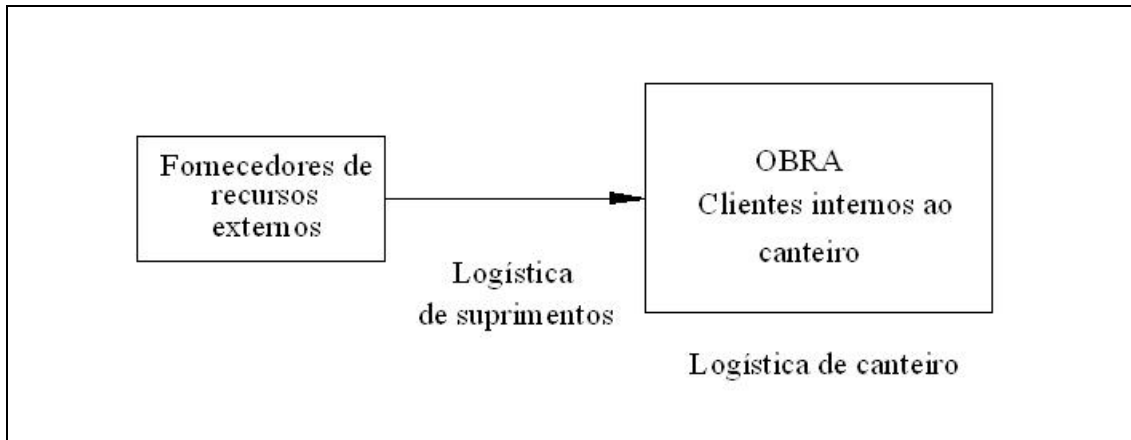 Fornecedores de
recursos
externos
Logística
de suprimentos
OBRA
Clientes internos ao
canteiro
Logística de canteiro